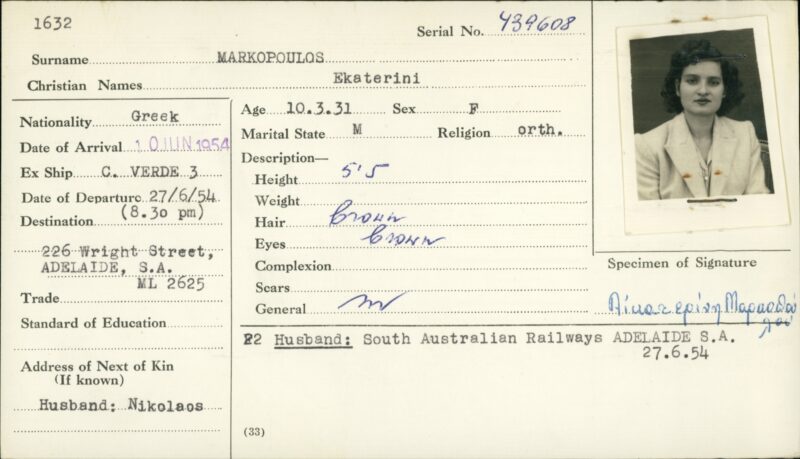 1632
Serial No. 439608
Surname MARKOPOULOS
Christian Names Ekaterini
Nationality Greek
Date of Arrival 10 JUN 1954
Ex Ship C. VERDE 3
Date of Departure 27/6/54
(8.30 pm)
Destination
226 Wright Street,
ADELAIDE, S.A.
ML 2625
Trade
Standard of Education
Address of Next of Kin
(If known)
Husband: Nikolaos
Age 10.3.31 Sex F
Marital State M Religion orth.
Description—
Height 5'5
Weight
Hair Brown
Eyes Brown
Complexion
Scars
General
Specimen of Signature
Αικατερίνη Μαρκοπού
λου
22 Husband: South Australian Railways ADELAIDE S.A.
27.6.54
(33)